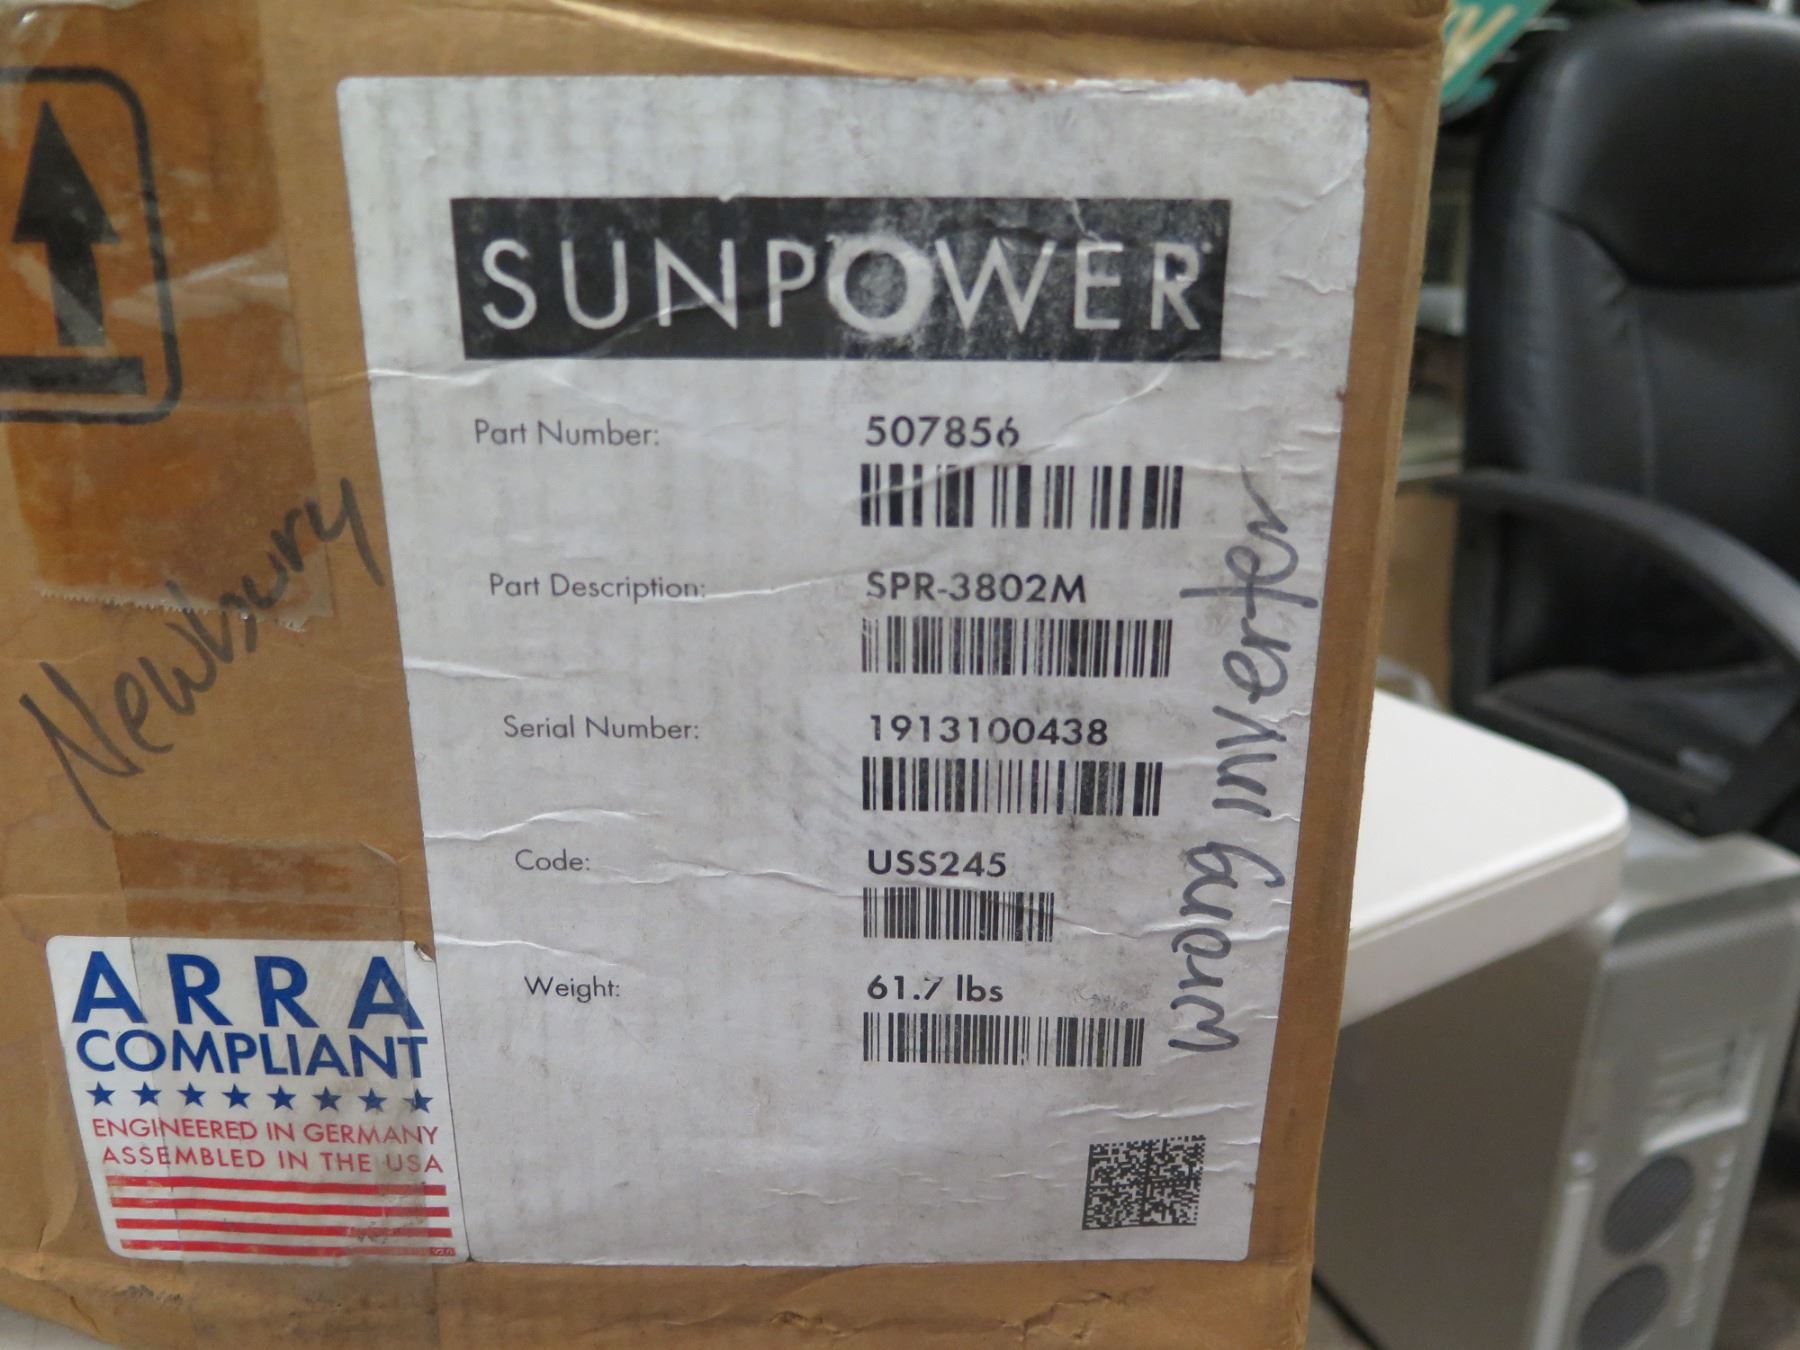 SUNPOWER
Part Number: 507856
Part Description: SPR-3802M
Serial Number: 1913100438
Code: USS245
Weight: 61.7 lbs
wrong inverter
Newbury
ARRA
COMPLIANT
ENGINEERED IN GERMANY
ASSEMBLED IN THE USA